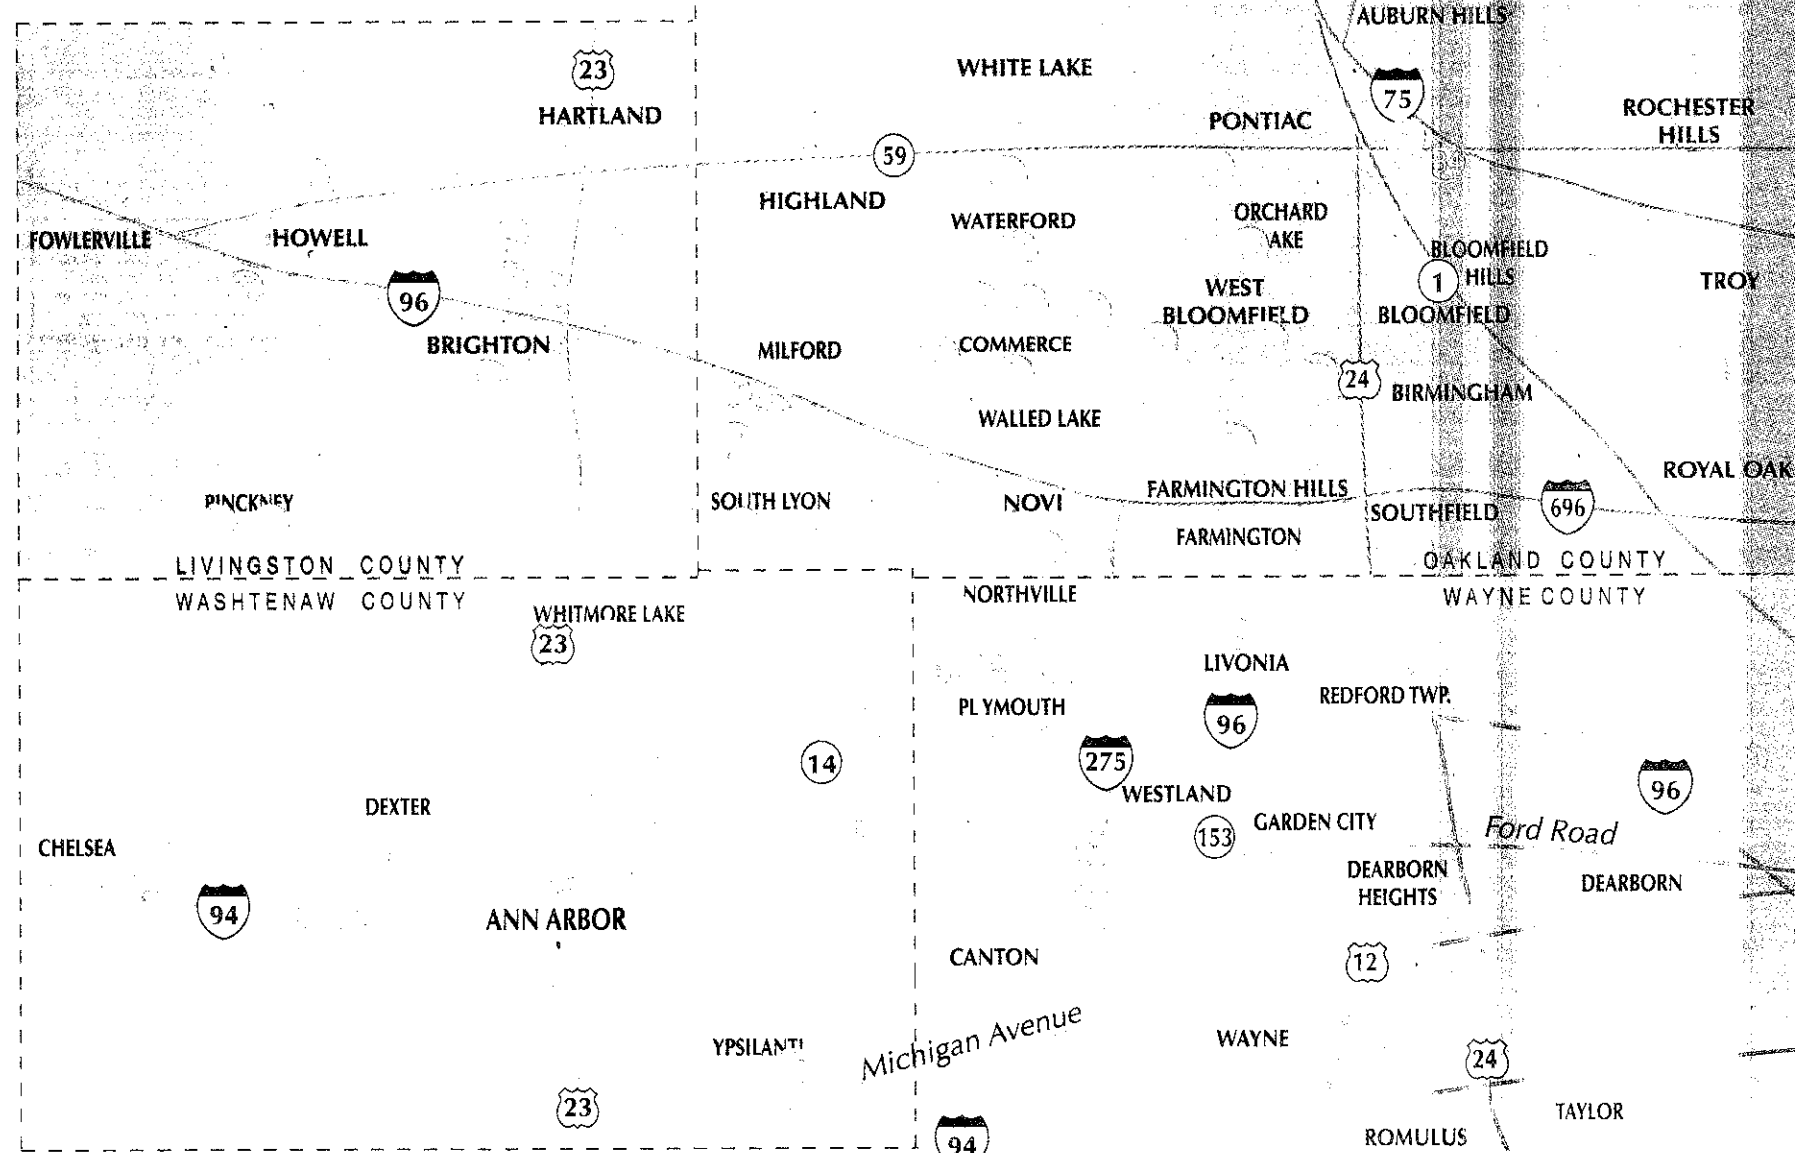 AUBURN HILLS
23
WHITE LAKE
75
HARTLAND
PONTIAC
ROCHESTER
HILLS
59
HIGHLAND
WATERFORD
ORCHARD
AKE
FOWLERVILLE
HOWELL
BLOOMFIELD
HILLS
1
TROY
96
WEST
BLOOMFIELD
BLOOMFIELD
BRIGHTON
MILFORD
COMMERCE
24
BIRMINGHAM
WALLED LAKE
ROYAL OAK
PINCKNEY
SOUTH LYON
NOVI
FARMINGTON HILLS
SOUTHFIELD
696
FARMINGTON
LIVINGSTON COUNTY
OAKLAND COUNTY
WASHTENAW COUNTY
NORTHVILLE
WAYNE COUNTY
WHITMORE LAKE
23
LIVONIA
PLYMOUTH
REDFORD TWP.
96
14
275
WESTLAND
96
DEXTER
153
GARDEN CITY
Ford Road
CHELSEA
DEARBORN
HEIGHTS
DEARBORN
94
ANN ARBOR
CANTON
12
Michigan Avenue
WAYNE
YPSILANTI
24
23
TAYLOR
94
ROMULUS